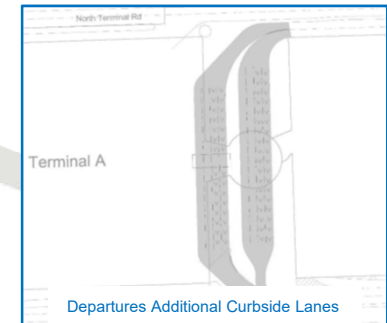 North Terminal Rd
Terminal A
Departures Additional Curbside Lanes